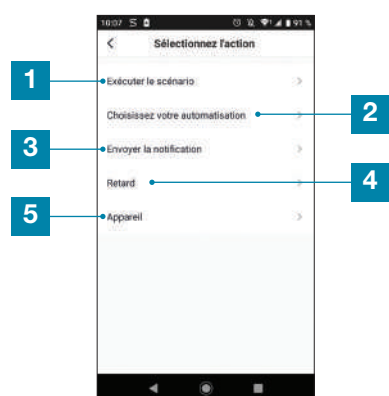 16:07 91 %
Sélectionnez l'action
1 Exécuter le scénario
Choisissez votre automatisation 2
3 Envoyer la notification
Retard 4
5 Appareil